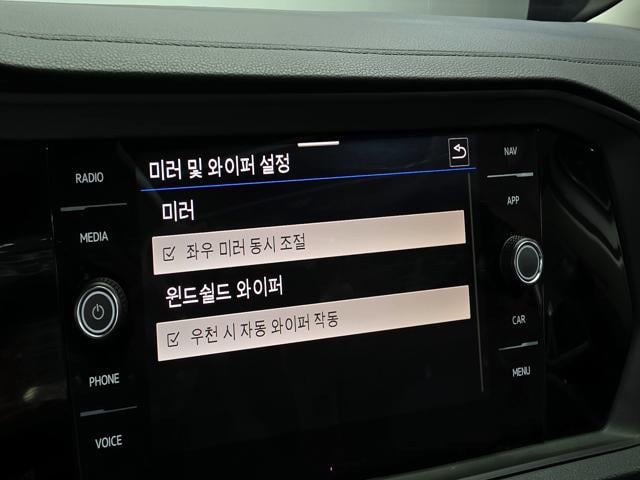 RADIO
MEDIA
PHONE
VOICE
미러 및 와이퍼 설정
미러
좌우 미러 동시 조절
윈드쉴드 와이퍼
우천 시 자동 와이퍼 작동
NAV
APP
CAR
MENU